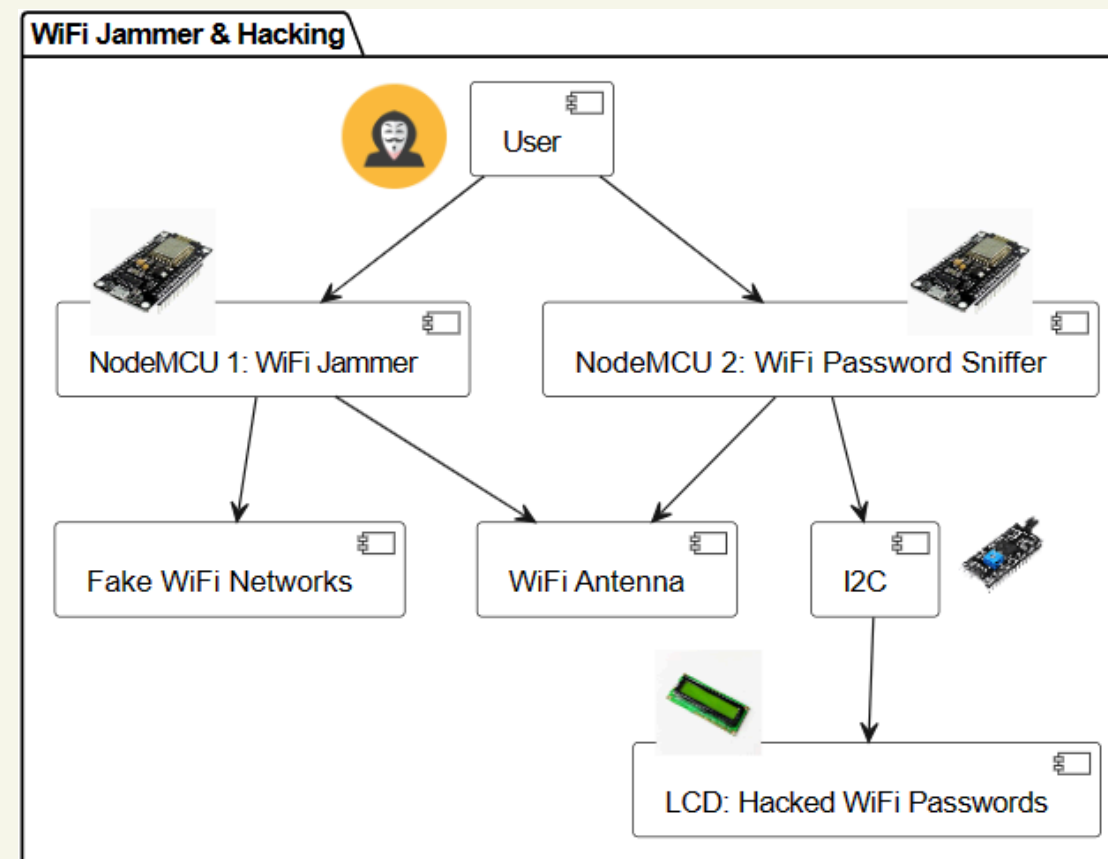 WiFi Jammer & Hacking
User
NodeMCU 1: WiFi Jammer
NodeMCU 2: WiFi Password Sniffer
Fake WiFi Networks
WiFi Antenna
I2C
LCD: Hacked WiFi Passwords